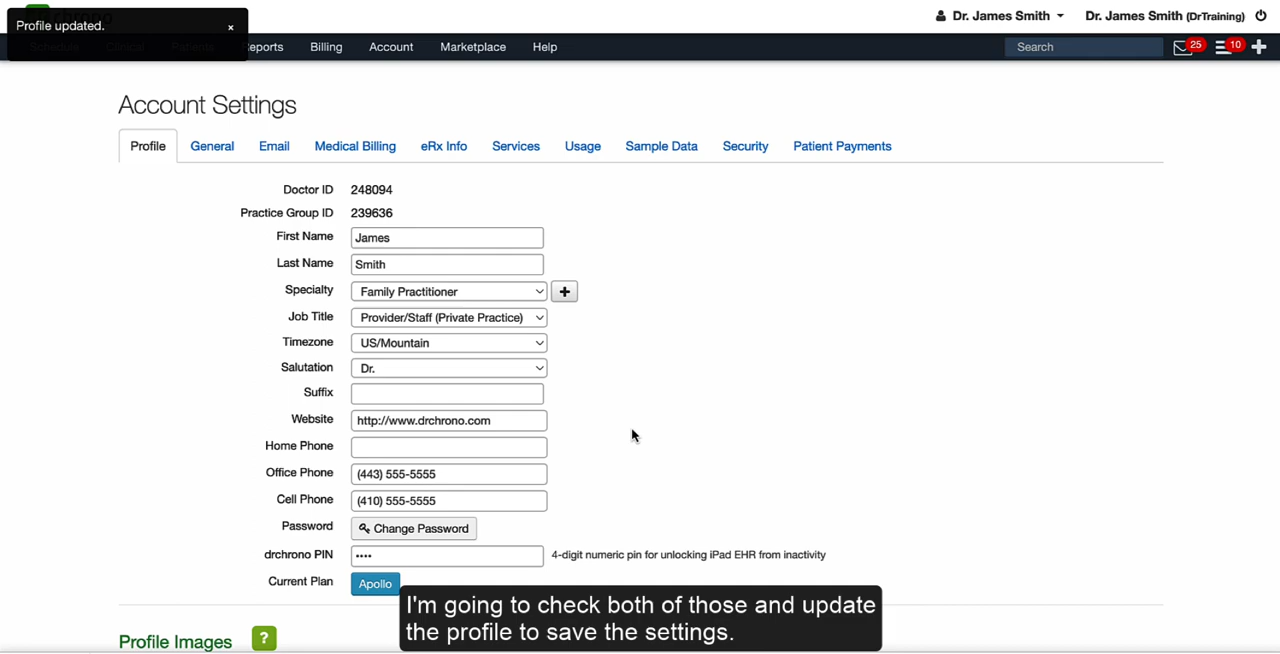 Profile updated.
×
Dr. James Smith
Dr. James Smith (DrTraining)
Schedule Clinical Patients Reports Billing Account Marketplace Help
Search
25
10
Account Settings
Profile General Email Medical Billing eRx Info Services Usage Sample Data Security Patient Payments
Doctor ID 248094
Practice Group ID 239636
First Name James
Last Name Smith
Specialty Family Practitioner
Job Title Provider/Staff (Private Practice)
Timezone US/Mountain
Salutation Dr.
Suffix
Website http://www.drchrono.com
Home Phone
Office Phone (443) 555-5555
Cell Phone (410) 555-5555
Password Change Password
drchrono PIN •••• 4-digit numeric pin for unlocking iPad EHR from inactivity
Current Plan Apollo
I'm going to check both of those and update
the profile to save the settings.
Profile Images ?